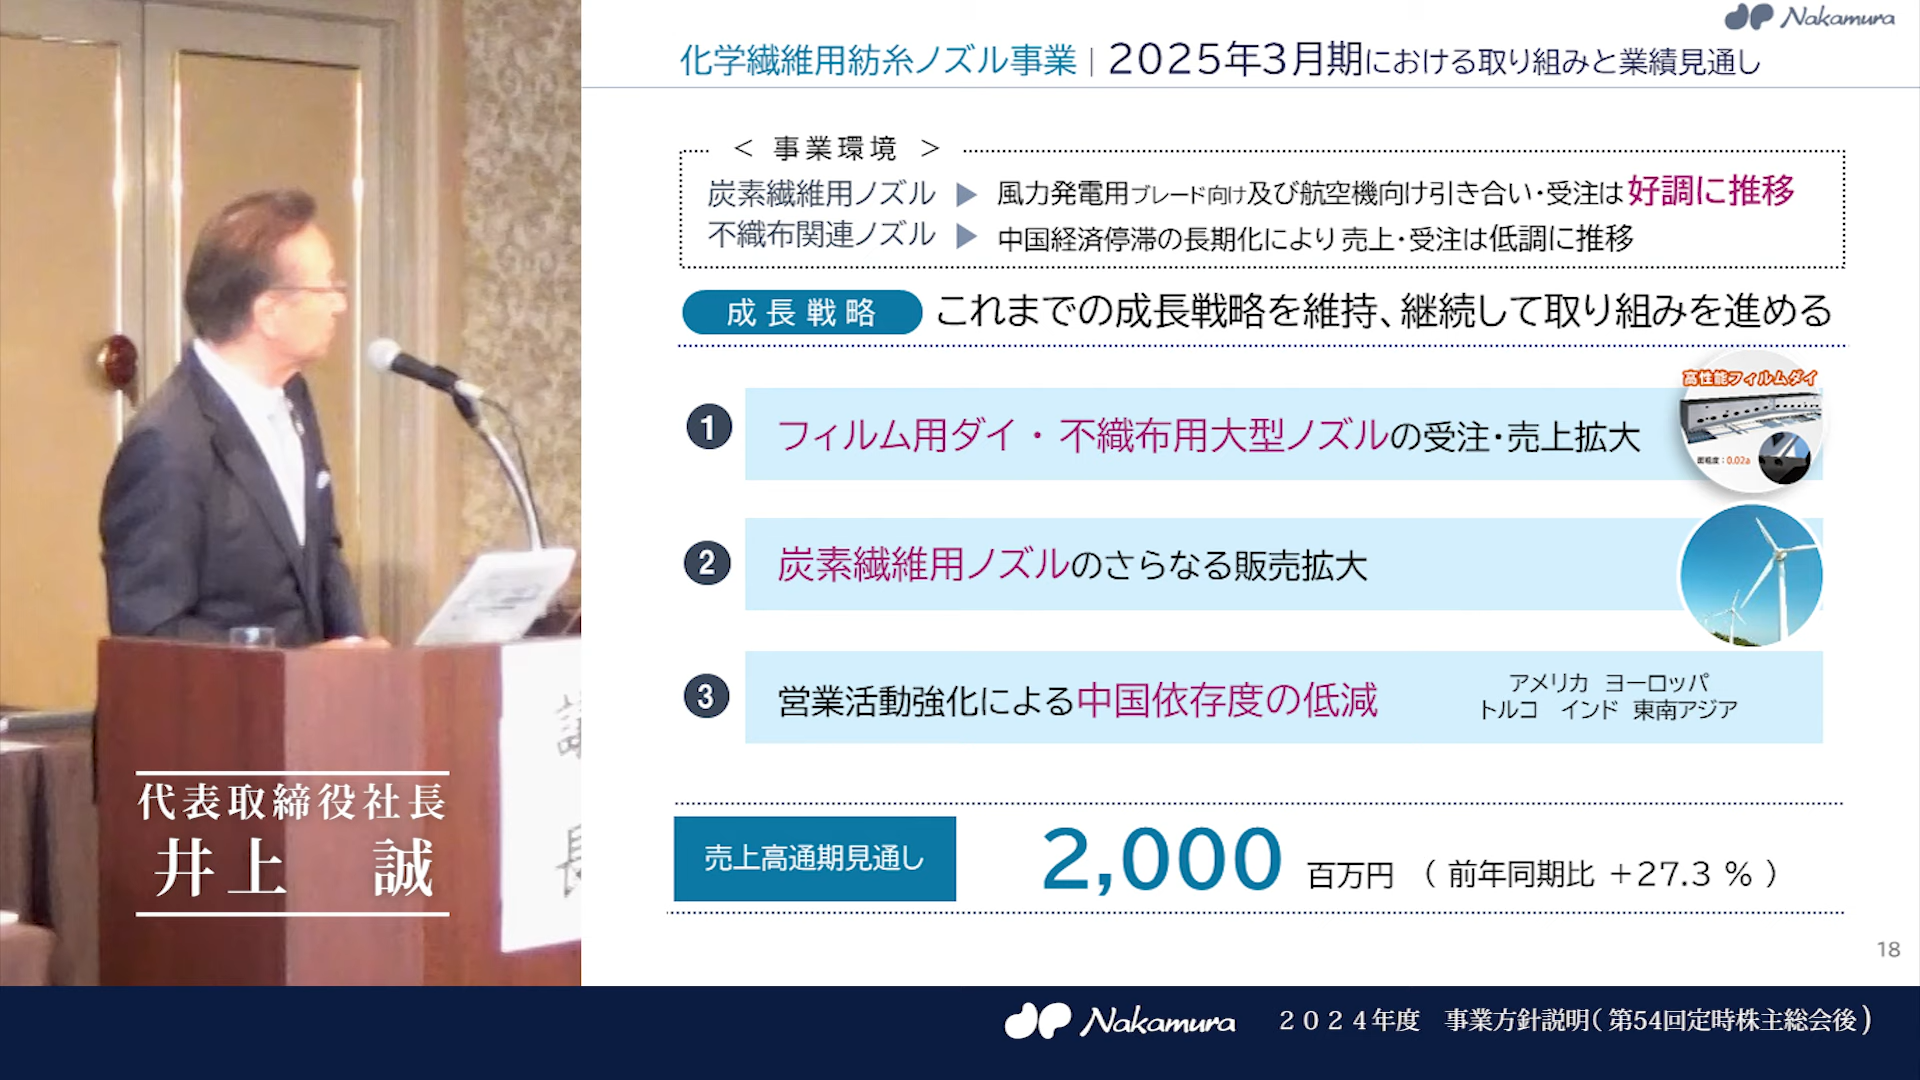 Nakamura
化学繊維用紡糸ノズル事業 | 2025年3月期における取り組みと業績見通し
＜ 事業環境 ＞
炭素繊維用ノズル ▶ 風力発電用ブレード向け及び航空機向け引き合い・受注は好調に推移
不織布関連ノズル ▶ 中国経済停滞の長期化により売上・受注は低調に推移
成長戦略 これまでの成長戦略を維持、継続して取り組みを進める
高性能フィルムダイ
1 フィルム用ダイ・不織布用大型ノズルの受注・売上拡大
面粗度：0.02a
2 炭素繊維用ノズルのさらなる販売拡大
3 営業活動強化による中国依存度の低減
アメリカ ヨーロッパ
トルコ インド 東南アジア
売上高通期見通し 2,000 百万円 （ 前年同期比 ＋27.3 % ）
18
議長
代表取締役社長
井上 誠
Nakamura 2024年度 事業方針説明（第54回定時株主総会後）